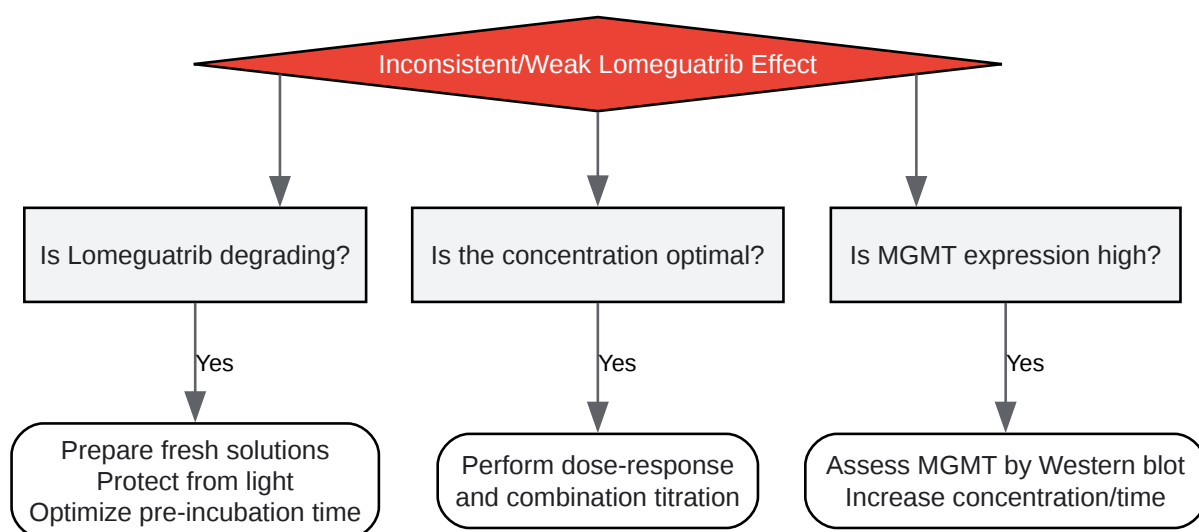 Inconsistent/Weak Lomeguatrib Effect
Is Lomeguatrib degrading?
Is the concentration optimal?
Is MGMT expression high?
Yes
Yes
Yes
Prepare fresh solutions
Protect from light
Optimize pre-incubation time
Perform dose-response
and combination titration
Assess MGMT by Western blot
Increase concentration/time